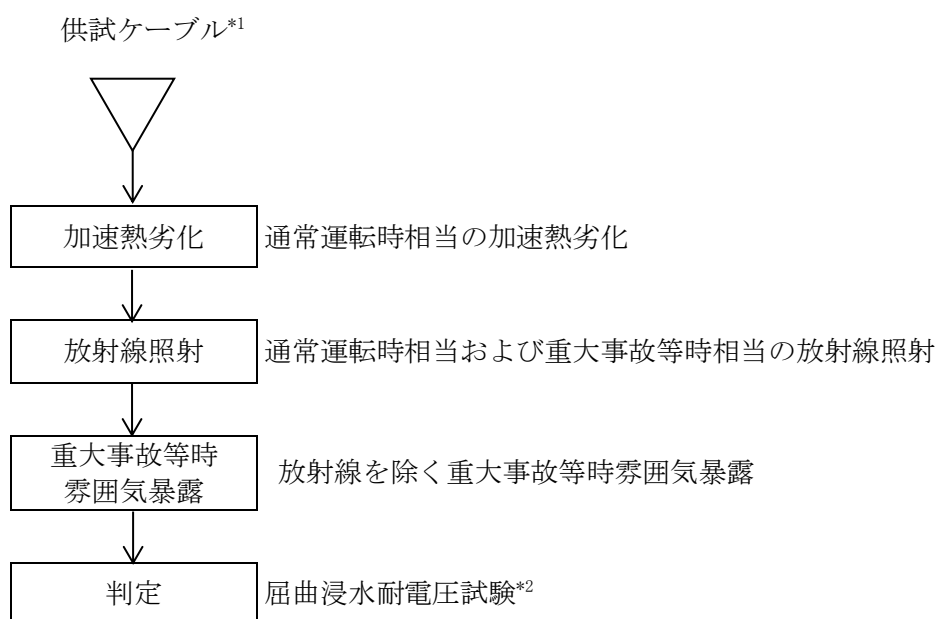 供試ケーブル*1
加速熱劣化 通常運転時相当の加速熱劣化
放射線照射 通常運転時相当および重大事故等時相当の放射線照射
重大事故等時
雰囲気暴露
放射線を除く重大事故等時雰囲気暴露
判定 屈曲浸水耐電圧試験*2